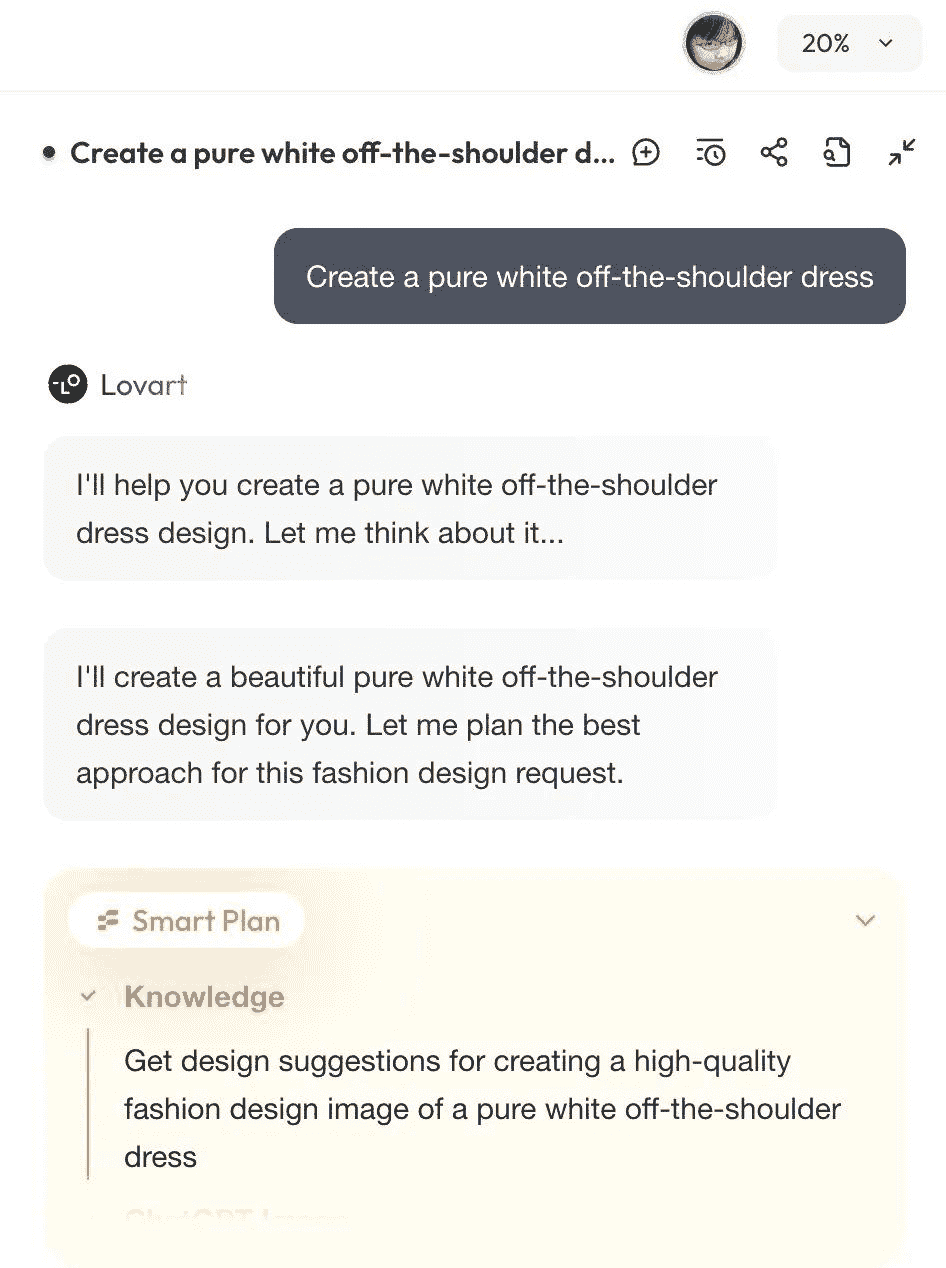 20%
Create a pure white off-the-shoulder d...
Create a pure white off-the-shoulder dress
Lovart
I'll help you create a pure white off-the-shoulder
dress design. Let me think about it...
I'll create a beautiful pure white off-the-shoulder
dress design for you. Let me plan the best
approach for this fashion design request.
Smart Plan
Knowledge
Get design suggestions for creating a high-quality
fashion design image of a pure white off-the-shoulder
dress